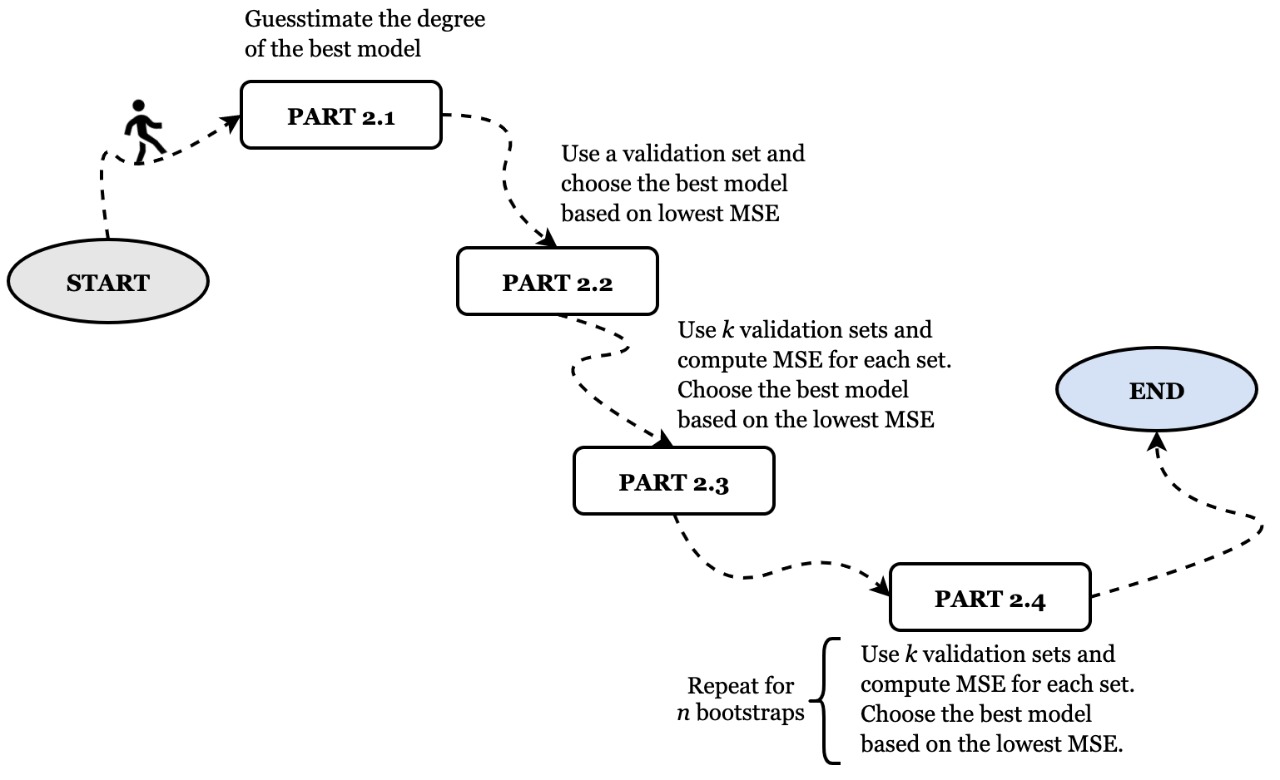 Guesstimate the degree
of the best model
PART 2.1
Use a validation set and
choose the best model
based on lowest MSE
START
PART 2.2
Use k validation sets and
compute MSE for each set.
Choose the best model
based on the lowest MSE
END
PART 2.3
PART 2.4
Repeat for
n bootstraps
Use k validation sets and
compute MSE for each set.
Choose the best model
based on the lowest MSE.